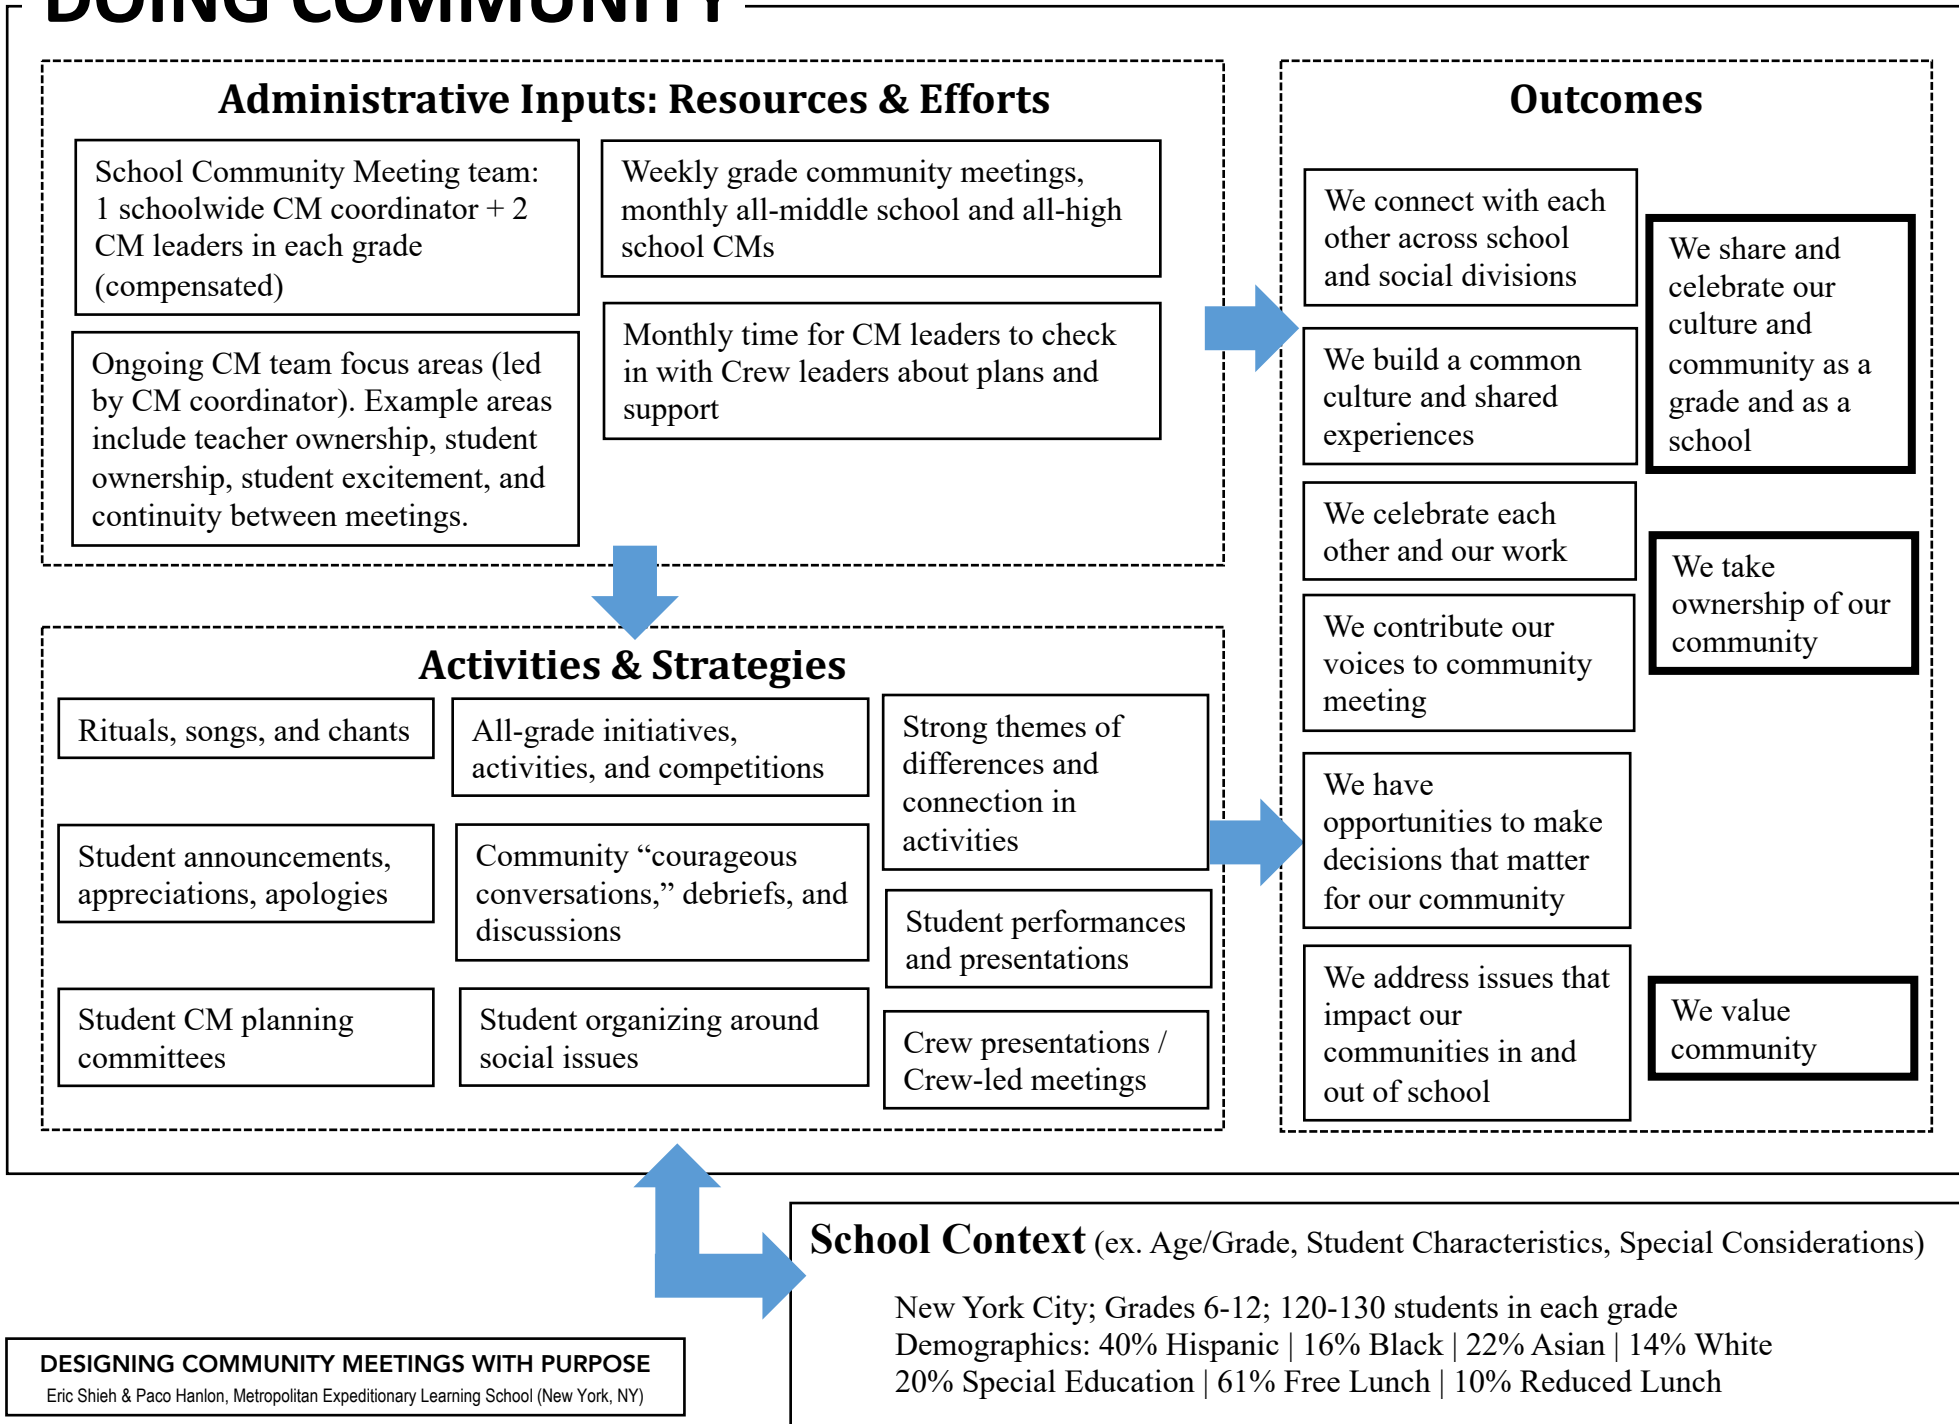 DOING COMMUNITY
Administrative Inputs: Resources & Efforts
School Community Meeting team:
1 schoolwide CM coordinator + 2
CM leaders in each grade
(compensated)
Weekly grade community meetings,
monthly all-middle school and all-high
school CMs
Ongoing CM team focus areas (led
by CM coordinator). Example areas
include teacher ownership, student
ownership, student excitement, and
continuity between meetings.
Monthly time for CM leaders to check
in with Crew leaders about plans and
support
Activities & Strategies
Rituals, songs, and chants
All-grade initiatives,
activities, and competitions
Strong themes of
differences and
connection in
activities
Student announcements,
appreciations, apologies
Community “courageous
conversations,” debriefs, and
discussions
Student performances
and presentations
Student CM planning
committees
Student organizing around
social issues
Crew presentations /
Crew-led meetings
Outcomes
We connect with each
other across school
and social divisions
We share and
celebrate our
culture and
community as a
grade and as a
school
We build a common
culture and shared
experiences
We celebrate each
other and our work
We take
ownership of our
community
We contribute our
voices to community
meeting
We have
opportunities to make
decisions that matter
for our community
We address issues that
impact our
communities in and
out of school
We value
community
School Context (ex. Age/Grade, Student Characteristics, Special Considerations)
New York City; Grades 6-12; 120-130 students in each grade
Demographics: 40% Hispanic | 16% Black | 22% Asian | 14% White
20% Special Education | 61% Free Lunch | 10% Reduced Lunch
DESIGNING COMMUNITY MEETINGS WITH PURPOSE
Eric Shieh & Paco Hanlon, Metropolitan Expeditionary Learning School (New York, NY)